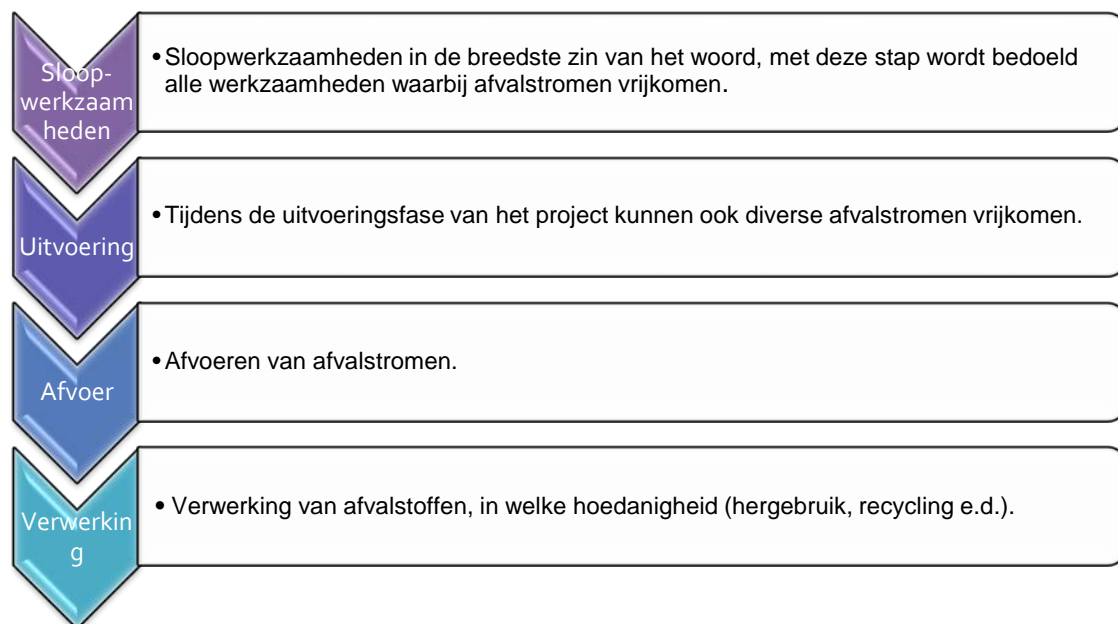 Sloop-
werkzaam
heden
• Sloopwerkzaamheden in de breedste zin van het woord, met deze stap wordt bedoeld
alle werkzaamheden waarbij afvalstromen vrijkomen.
Uitvoering
• Tijdens de uitvoeringsfase van het project kunnen ook diverse afvalstromen vrijkomen.
Afvoer
• Afvoeren van afvalstromen.
Verwerkin
g
• Verwerking van afvalstoffen, in welke hoedanigheid (hergebruik, recycling e.d.).